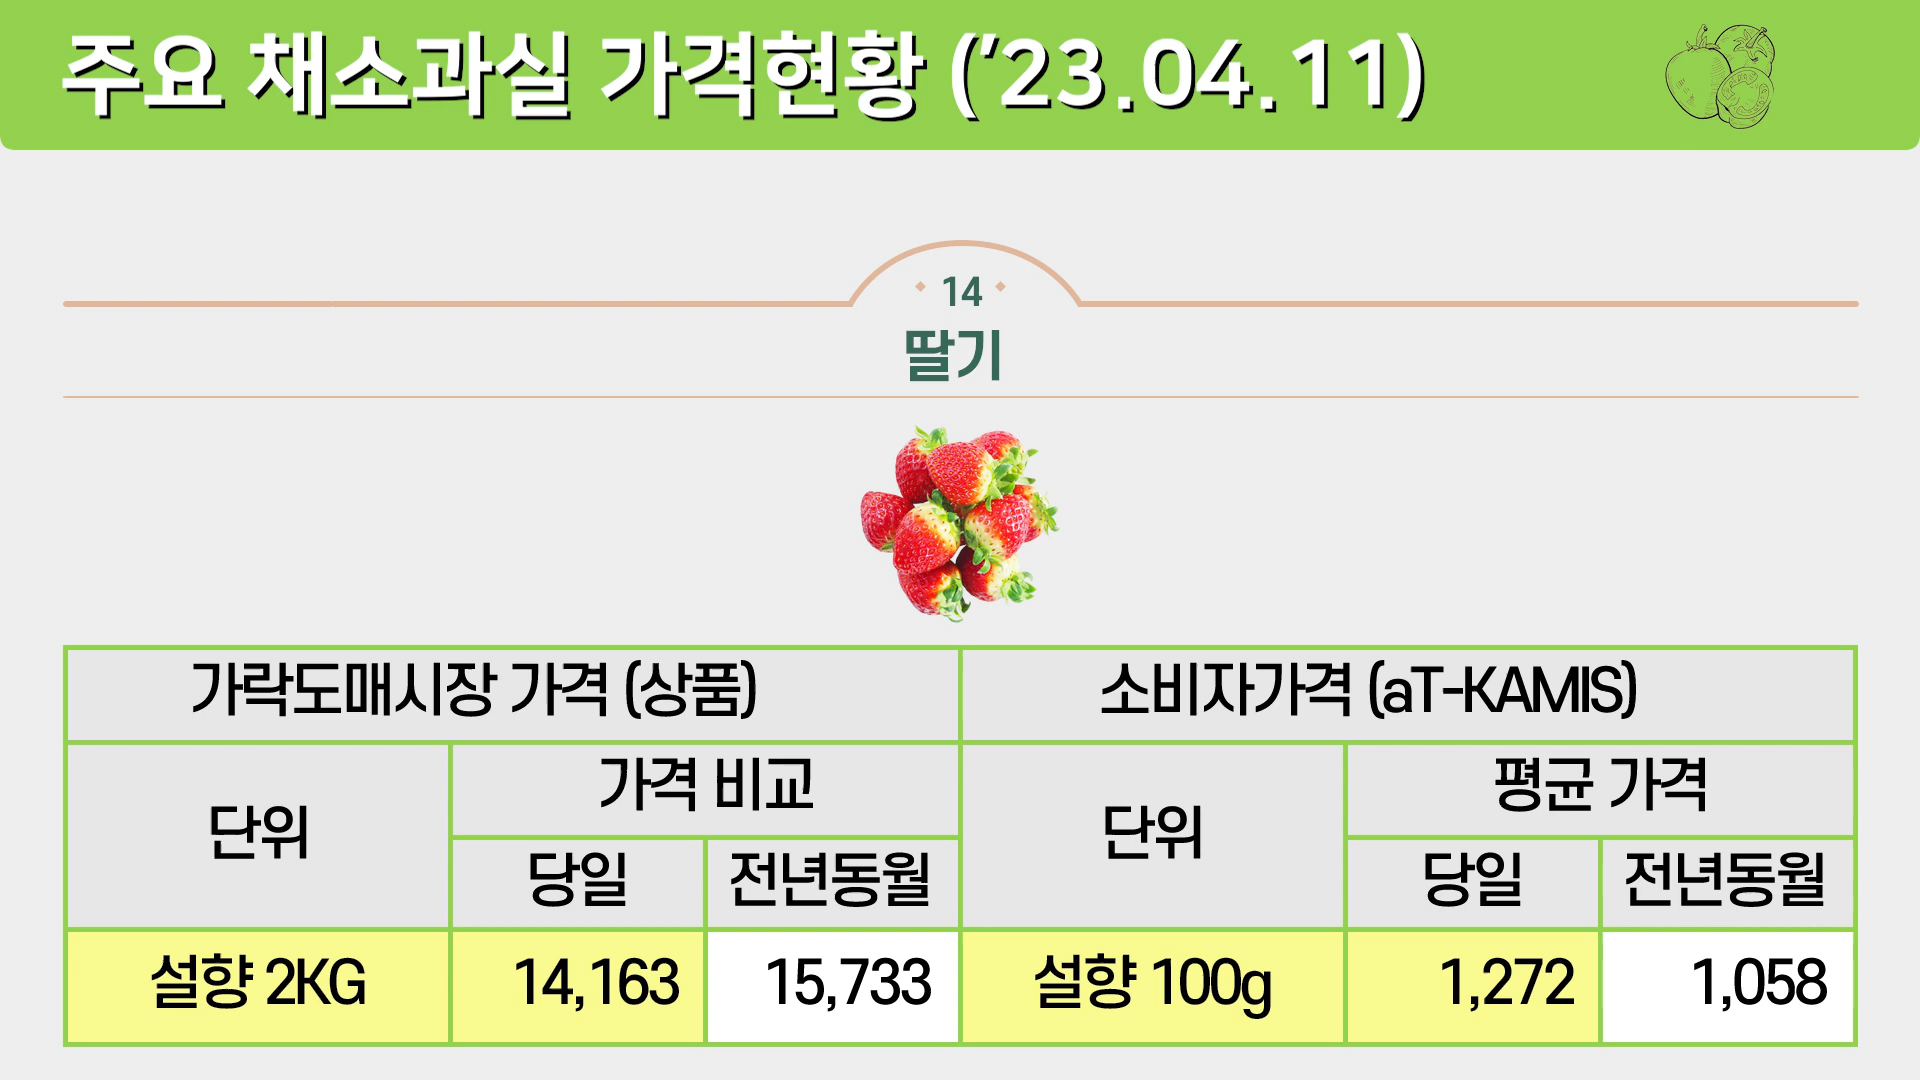 주요 채소과실 가격현황 (’23.04.11)
14
딸기
가락도매시장 가격 (상품) 소비자가격 (aT-KAMIS)
단위 가격 비교 단위 평균 가격
당일 전년동월 당일 전년동월
설향 2KG 14,163 15,733 설향 100g 1,272 1,058